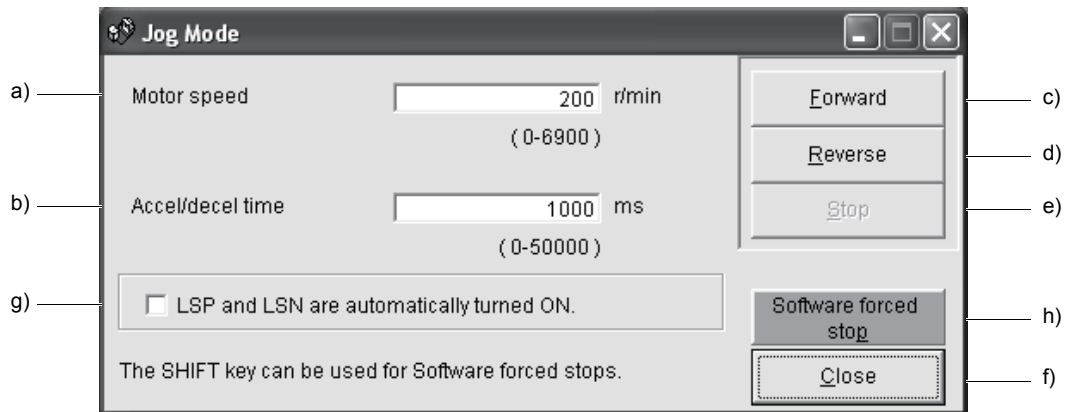 Jog Mode
a) Motor speed 200 r/min Forward c)
(0-6900)
Reverse d)
b) Accel/decel time 1000 ms Stop e)
(0-50000)
g) LSP and LSN are automatically turned ON.
Software forced stop h)
The SHIFT key can be used for Software forced stops.
Close f)